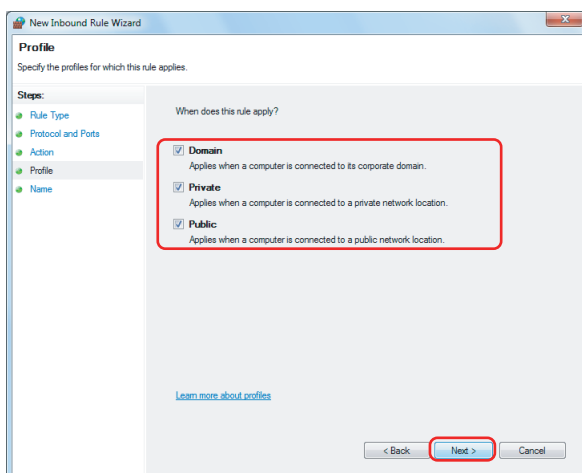 New Inbound Rule Wizard
Profile
Specify the profiles for which this rule applies.
Steps:
Rule Type
Protocol and Ports
Action
Profile
Name
When does this rule apply?
Domain
Applies when a computer is connected to its corporate domain.
Private
Applies when a computer is connected to a private network location.
Public
Applies when a computer is connected to a public network location.
Learn more about profiles
< Back Next > Cancel